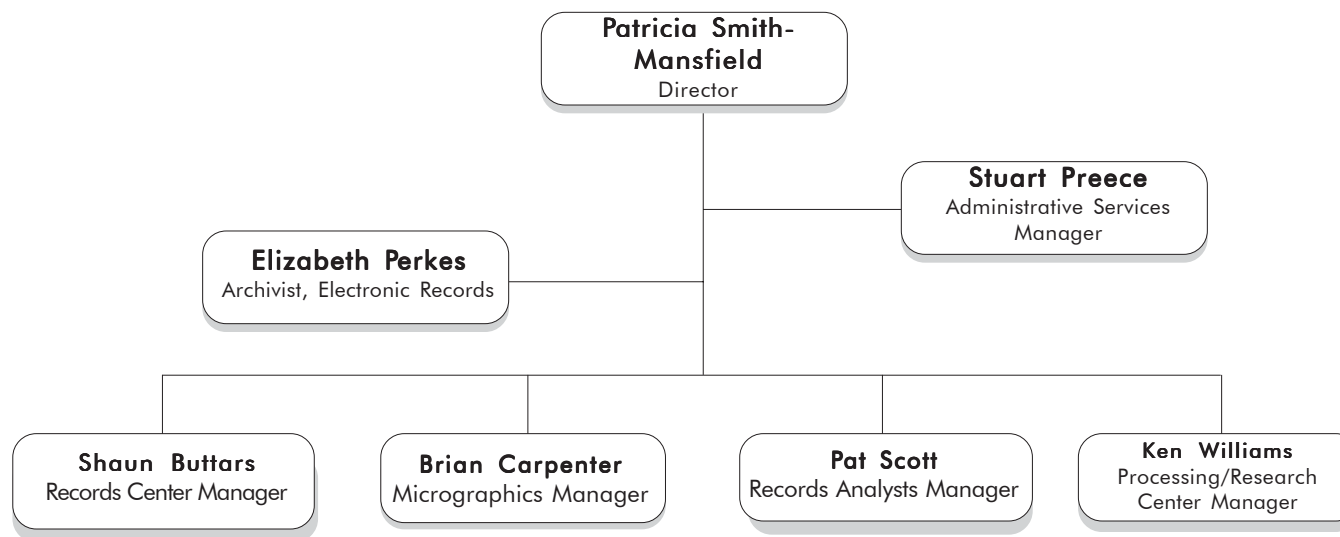 Patricia Smith-
Mansfield
Director
Stuart Preece
Administrative Services
Manager
Elizabeth Perkes
Archivist, Electronic Records
Shaun Buttars
Records Center Manager
Brian Carpenter
Micrographics Manager
Pat Scott
Records Analysts Manager
Ken Williams
Processing/Research
Center Manager